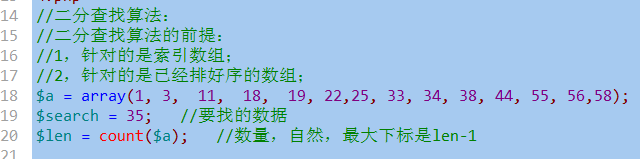 14 //二分查找算法:
15 //二分查找算法的前提:
16 //1, 针对的是索引数组;
17 //2, 针对的是已经排好序的数组;
18 $a = array(1, 3, 11, 18, 19, 22,25, 33, 34, 38, 44, 55, 56,58);
19 $search = 35; //要找的数据
20 $len = count($a); //数量, 自然, 最大下标是len-1
21